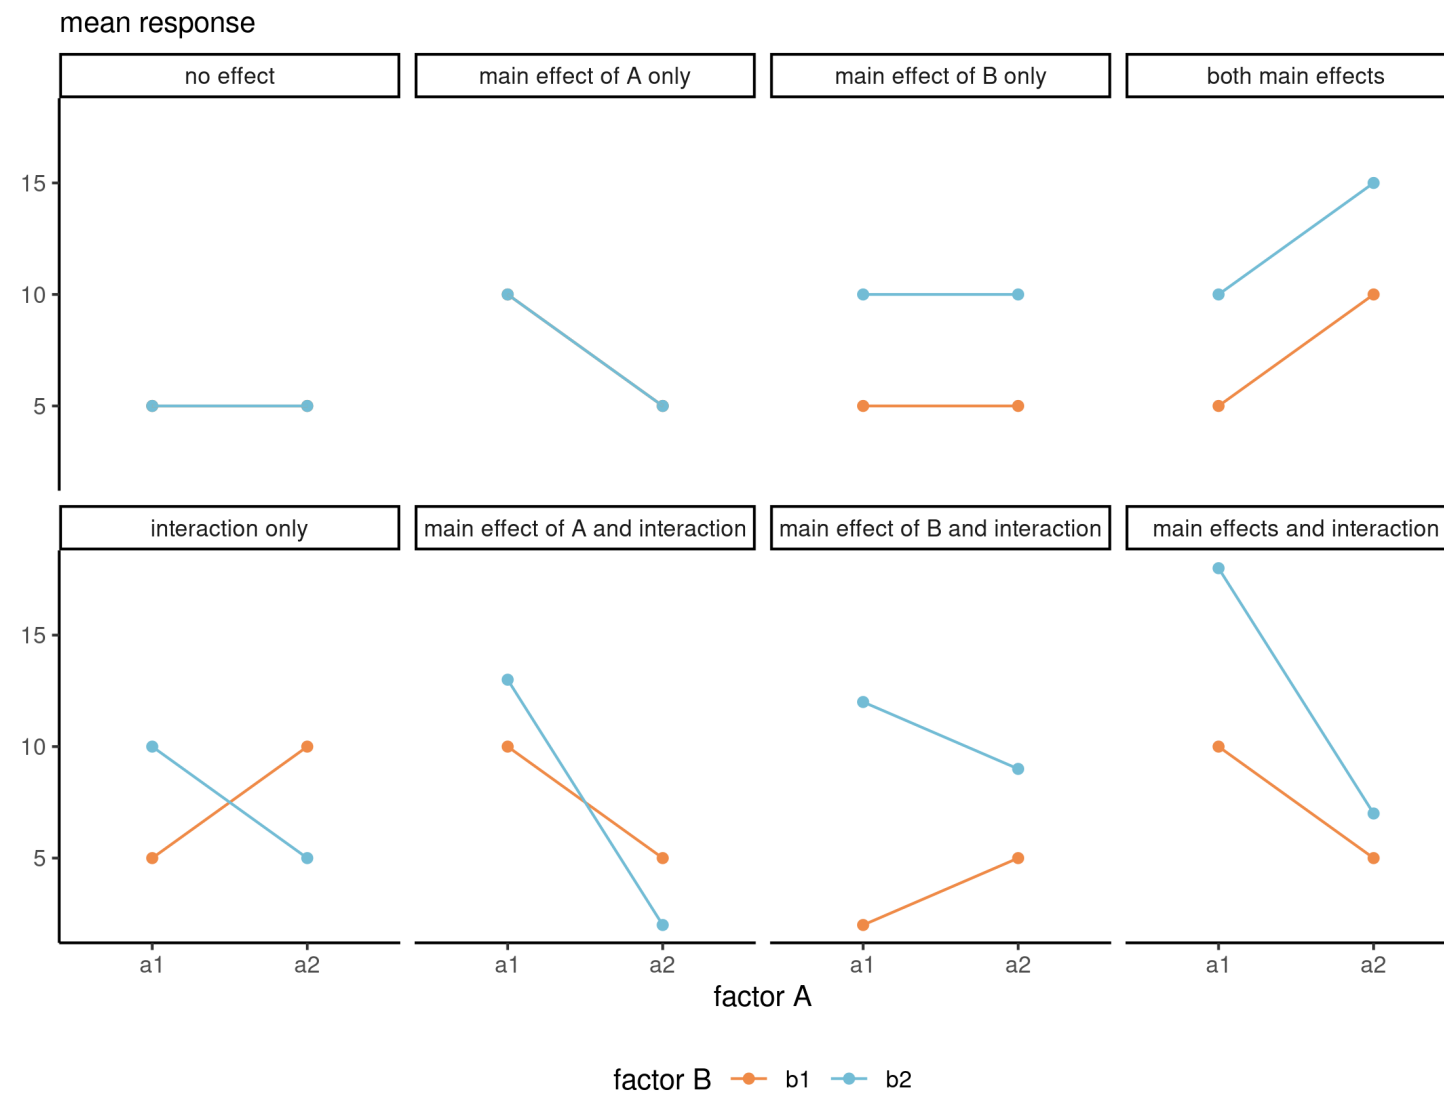 mean response
no effect
main effect of A only
main effect of B only
both main effects
15
10
5
interaction only
main effect of A and interaction
main effect of B and interaction
main effects and interaction
15
10
5
a1 a2 a1 a2 a1 a2 a1 a2
factor A
factor B b1 b2